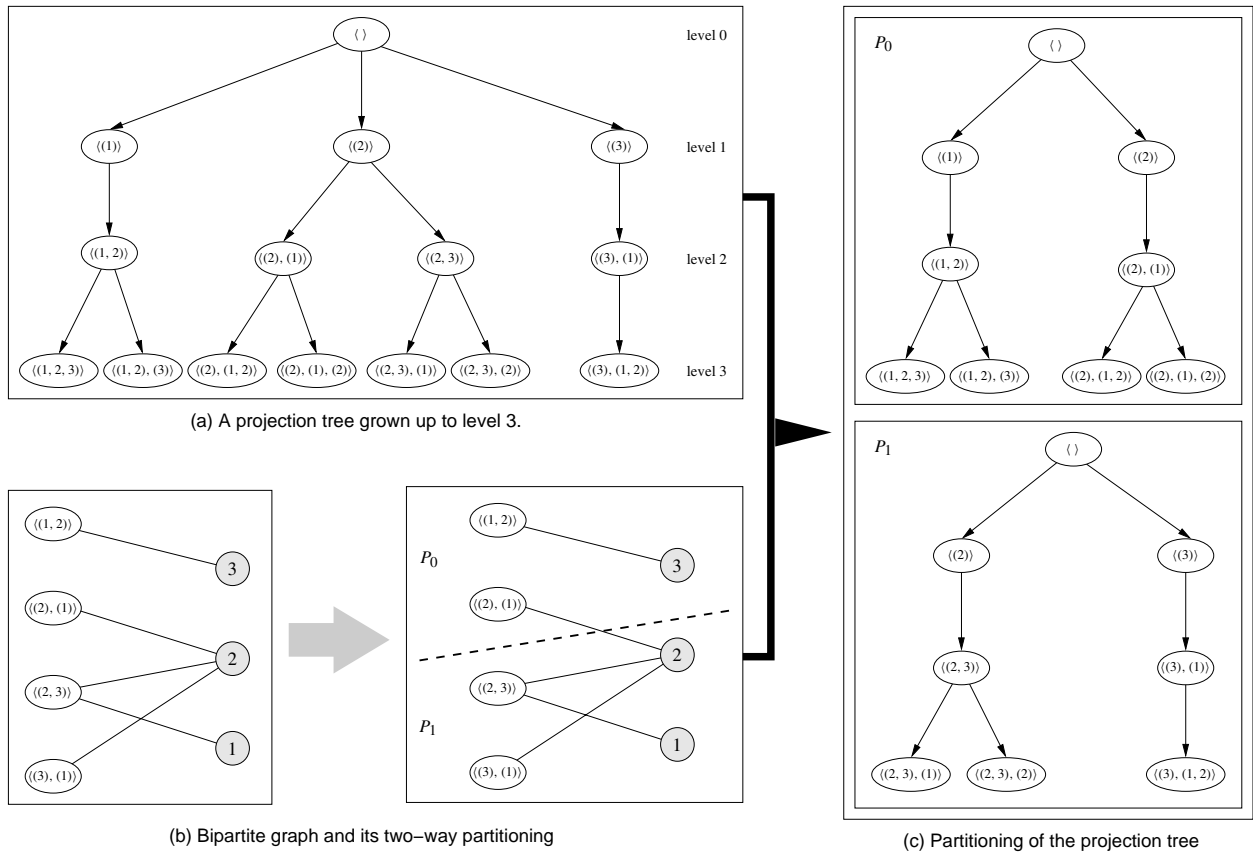 ⟨ ⟩ level 0
⟨(1)⟩ ⟨(2)⟩ ⟨(3)⟩ level 1
⟨(1, 2)⟩ ⟨(2), (1)⟩ ⟨(2, 3)⟩ ⟨(3), (1)⟩ level 2
⟨(1, 2, 3)⟩ ⟨(1, 2), (3)⟩ ⟨(2), (1, 2)⟩ ⟨(2), (1), (2)⟩ ⟨(2, 3), (1)⟩ ⟨(2, 3), (2)⟩ ⟨(3), (1, 2)⟩ level 3
(a) A projection tree grown up to level 3.
⟨(1, 2)⟩
3
⟨(2), (1)⟩
2
⟨(2, 3)⟩
1
⟨(3), (1)⟩
⟨(1, 2)⟩
P0
3
⟨(2), (1)⟩
2
⟨(2, 3)⟩
P1
1
⟨(3), (1)⟩
(b) Bipartite graph and its two−way partitioning
P0
⟨ ⟩
⟨(1)⟩ ⟨(2)⟩
⟨(1, 2)⟩ ⟨(2), (1)⟩
⟨(1, 2, 3)⟩ ⟨(1, 2), (3)⟩ ⟨(2), (1, 2)⟩ ⟨(2), (1), (2)⟩
P1
⟨ ⟩
⟨(2)⟩ ⟨(3)⟩
⟨(2, 3)⟩ ⟨(3), (1)⟩
⟨(2, 3), (1)⟩ ⟨(2, 3), (2)⟩ ⟨(3), (1, 2)⟩
(c) Partitioning of the projection tree